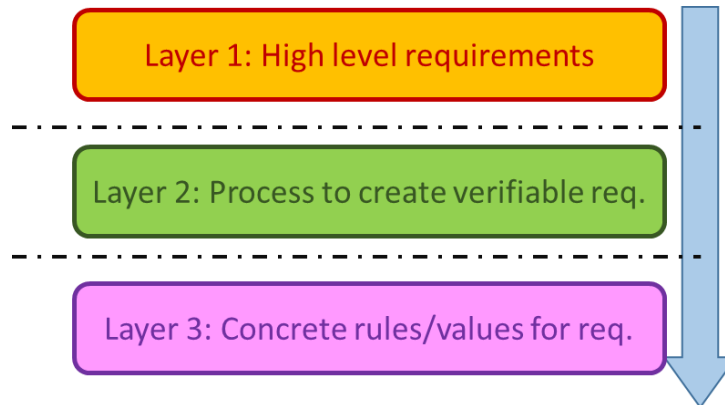 Layer 1: High level requirements
Layer 2: Process to create verifiable req.
Layer 3: Concrete rules/values for req.